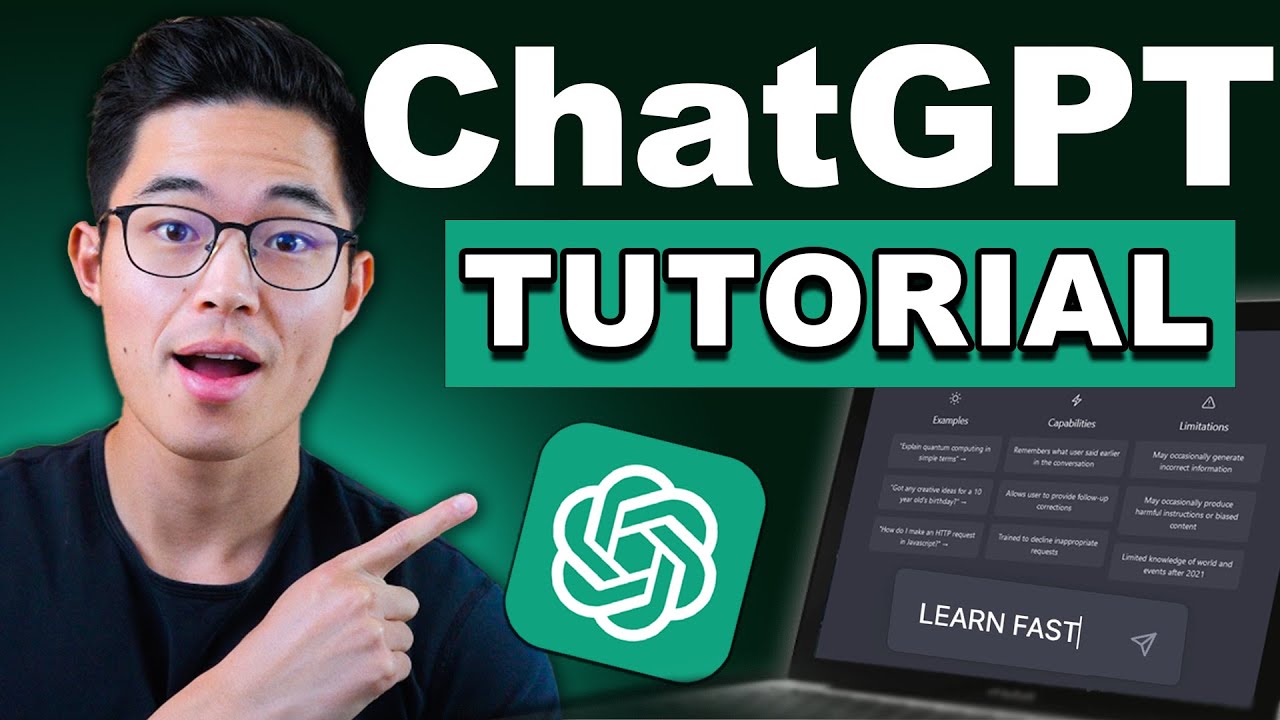 ChatGPT
TUTORIAL
Examples
"Explain quantum computing in
simple terms" →
"Got any creative ideas for a 10
year old's birthday?" →
"How do I make an HTTP request
in Javascript?" →
Capabilities
Remembers what user said earlier
in the conversation
Allows user to provide follow-up
corrections
Trained to decline inappropriate
requests
Limitations
May occasionally generate
incorrect information
May occasionally produce
harmful instructions or biased
content
Limited knowledge of world and
events after 2021
LEARN FAST